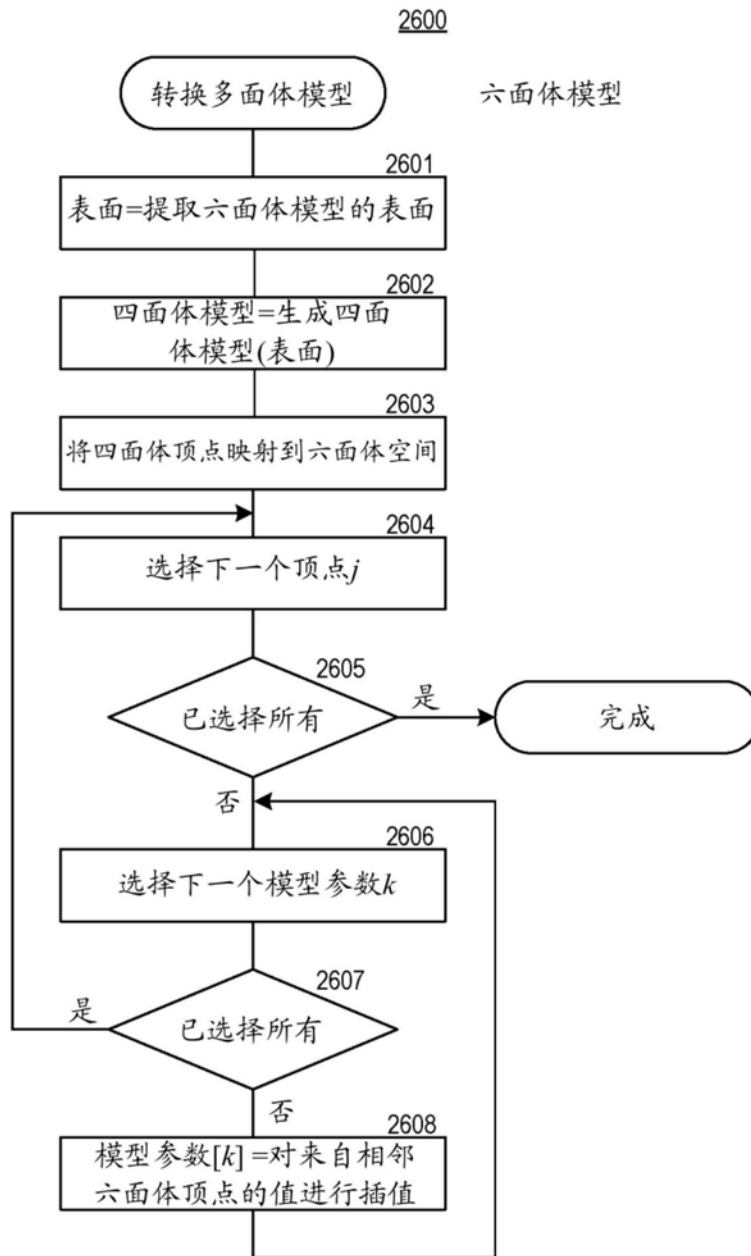 2600
转换多面体模型
六面体模型
2601
表面=提取六面体模型的表面
2602
四面体模型=生成四面
体模型(表面)
2603
将四面体顶点映射到六面体空间
2604
选择下一个顶点j
2605
已选择所有
是
完成
否
2606
选择下一个模型参数k
2607
是
已选择所有
否
2608
模型参数[k] =对来自相邻
六面体顶点的值进行插值